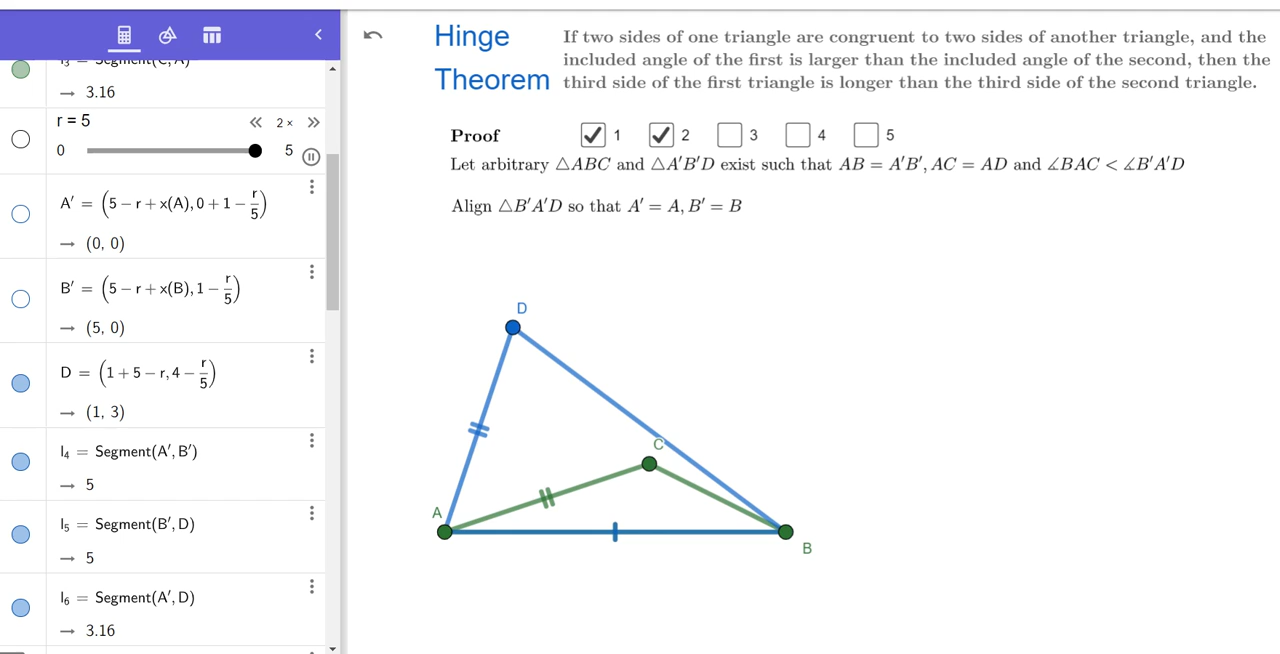 l₃ = Segment(C, A)
→ 3.16
r = 5
2 ×
0
5
A′ = (5 − r + x(A), 0 + 1 − r/5)
→ (0, 0)
B′ = (5 − r + x(B), 1 − r/5)
→ (5, 0)
D = (1 + 5 − r, 4 − r/5)
→ (1, 3)
l₄ = Segment(A′, B′)
→ 5
l₅ = Segment(B′, D)
→ 5
l₆ = Segment(A′, D)
→ 3.16
Hinge
Theorem
If two sides of one triangle are congruent to two sides of another triangle, and the
included angle of the first is larger than the included angle of the second, then the
third side of the first triangle is longer than the third side of the second triangle.
Proof 1 2 3 4 5
Let arbitrary △ABC and △A′B′D exist such that AB = A′B′, AC = AD and ∠BAC < ∠B′A′D
Align △B′A′D so that A′ = A, B′ = B
D
C
A
B